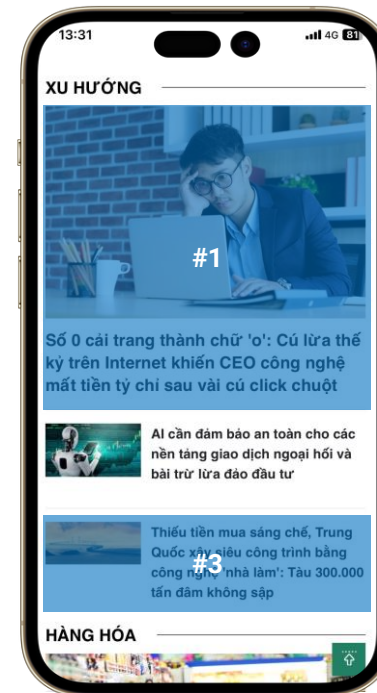 13:31
4G 81
XU HƯỚNG
#1
Số 0 cải trang thành chữ 'o': Cú lừa thế
kỷ trên Internet khiến CEO công nghệ
mất tiền tỷ chỉ sau vài cú click chuột
AI cần đảm bảo an toàn cho các
nền tảng giao dịch ngoại hối và
bài trừ lừa đảo đầu tư
Thiếu tiền mua sáng chế, Trung
Quốc xây siêu công trình bằng
#3
công nghệ 'nhà làm': Tàu 300.000
tấn đâm không sập
HÀNG HÓA